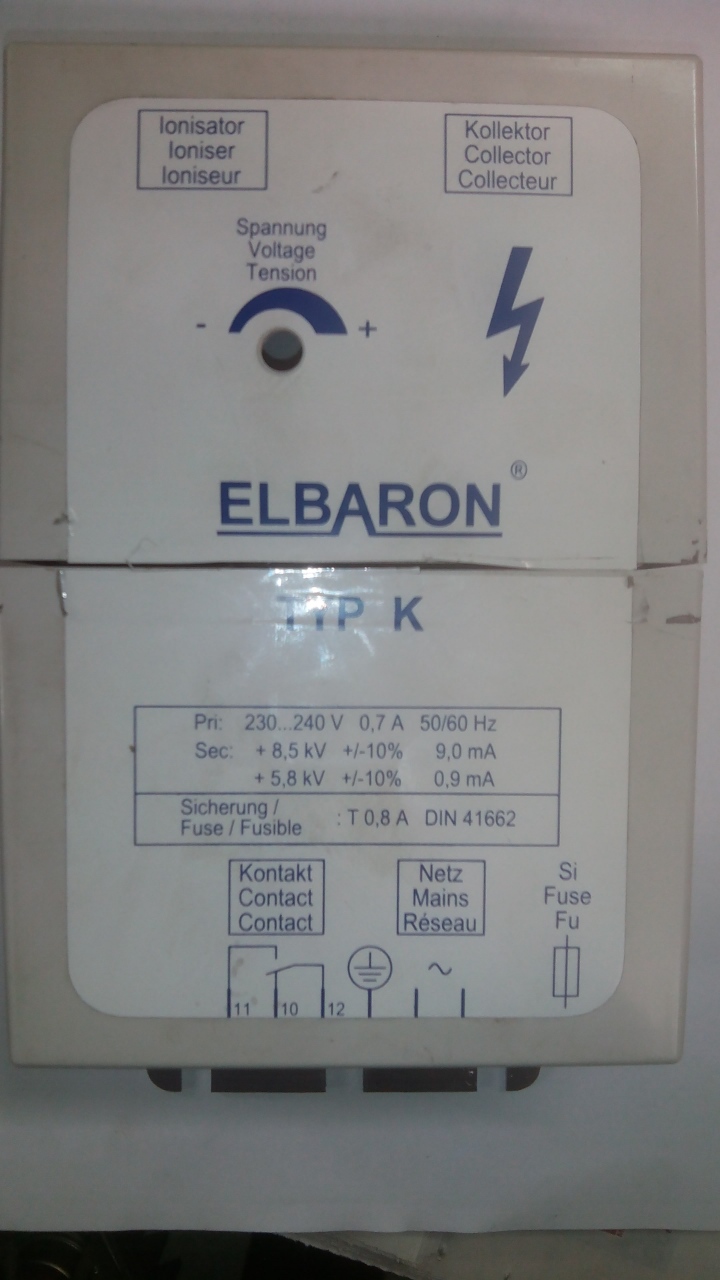 Ionisator
Ioniser
Ioniseur
Kollektor
Collector
Collecteur
Spannung
Voltage
Tension
- +
ELBARON®
TYP K
Pri: 230...240 V 0,7 A 50/60 Hz
Sec: + 8,5 kV +/-10% 9,0 mA
+ 5,8 kV +/-10% 0,9 mA
Sicherung /
Fuse / Fusible : T 0,8 A DIN 41662
Kontakt
Contact
Contact
Netz
Mains
Réseau
Si
Fuse
Fu
~
11 10 12